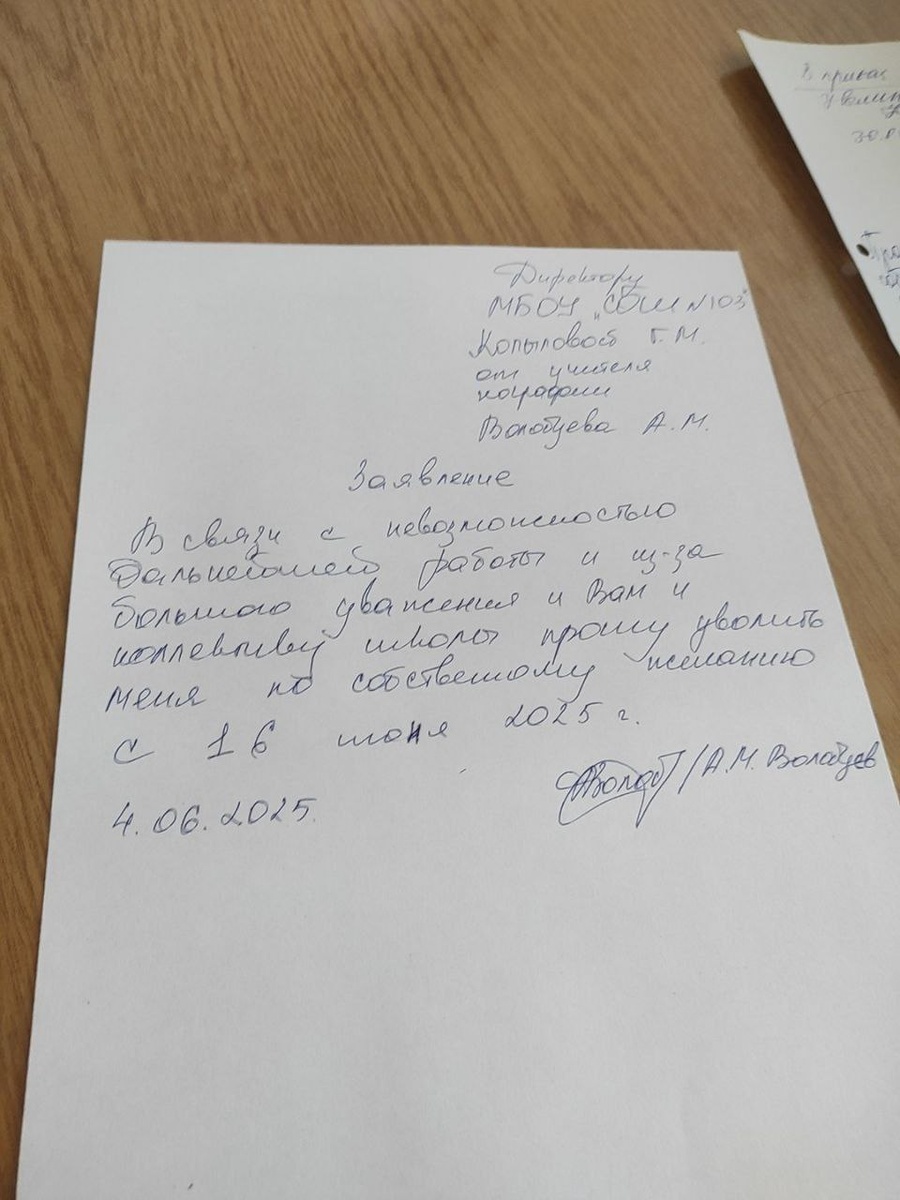 Директору
МБОУ "СОШ №103"
Копыловой Г.М.
от учителя
географии
Волобуева А.М.
Заявление
В связи с невозможностью
дальнейшей работы и из-за
большого уважения к Вам и
коллективу школы прошу уволить
меня по собственному желанию
с 16 июня 2025 г.
4.06.2025.
/А.М. Волобуев
В приказ